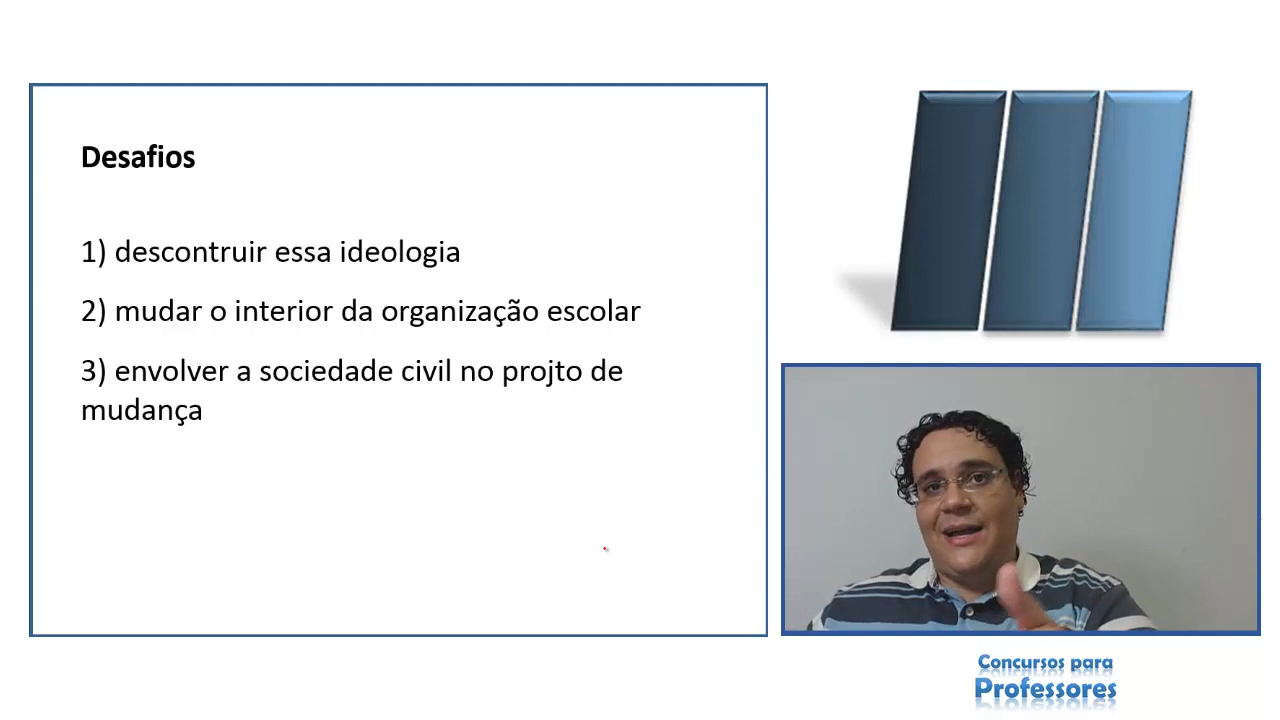 Desafios
1) descontruir essa ideologia
2) mudar o interior da organização escolar
3) envolver a sociedade civil no projto de
mudança
Concursos para
Professores